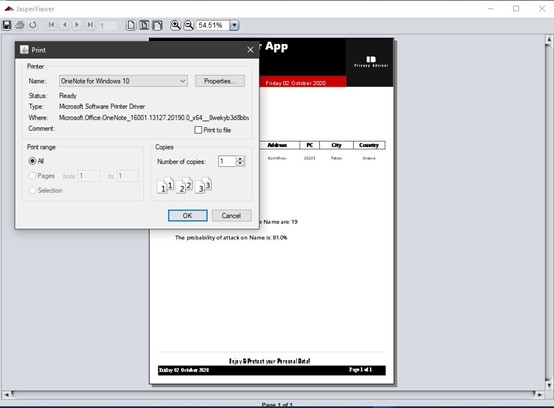 JasperViewer
1
54.51%
Print
Printer
Name:
OneNote for Windows 10
Properties...
Status:
Ready
Type:
Microsoft Software Printer Driver
Where:
Microsoft.Office.OneNote_16001.13127.20190.0_x64__8wekyb3d8bbw
Comment:
Print to file
Print range
All
Pages
from 1 to 1
Selection
Copies
Number of copies:
1
1 1 2 2 3 3
OK
Cancel
App
Privacy Advisor
Friday 02 October 2020
Address PC City Country
Korinthou 26223 Patras Greece
Name are: 19
The probability of attack on Name is: 81.0%
Enjoy & Protect your Personal Data!
Friday 02 October 2020
Page 1 of 1
Page 1 of 1